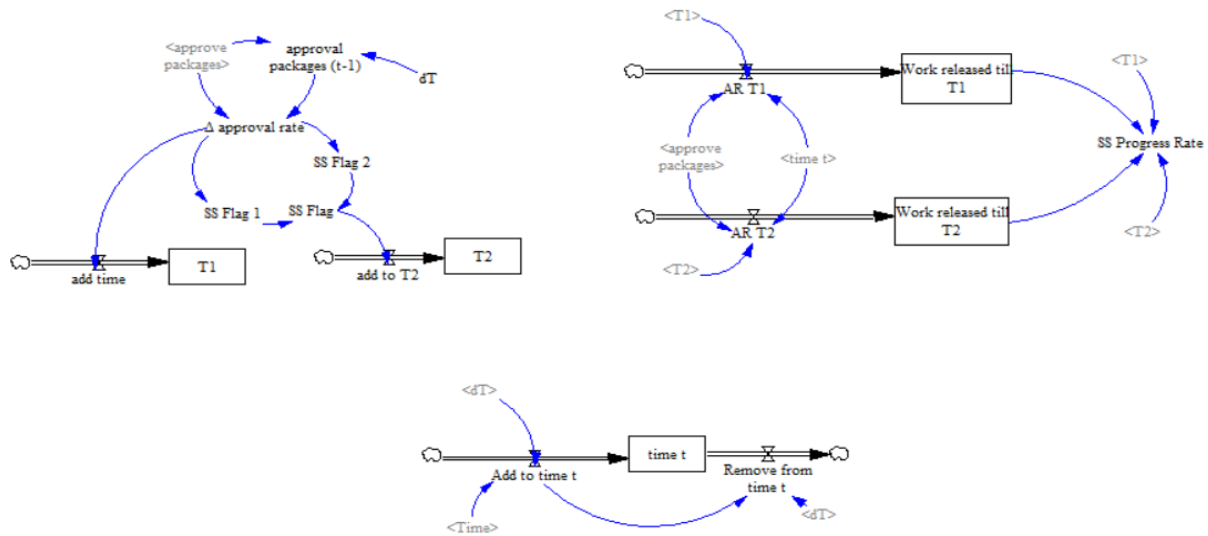 <approve
packages>
approval
packages (t-1)
dT
Δ approval rate
SS Flag 2
SS Flag 1
SS Flag
add time
T1
add to T2
T2
<T1>
AR T1
Work released till
T1
<approve
packages>
<time t>
<T1>
SS Progress Rate
AR T2
Work released till
T2
<T2>
<T2>
<dT>
Add to time t
time t
Remove from
time t
<Time>
<dT>